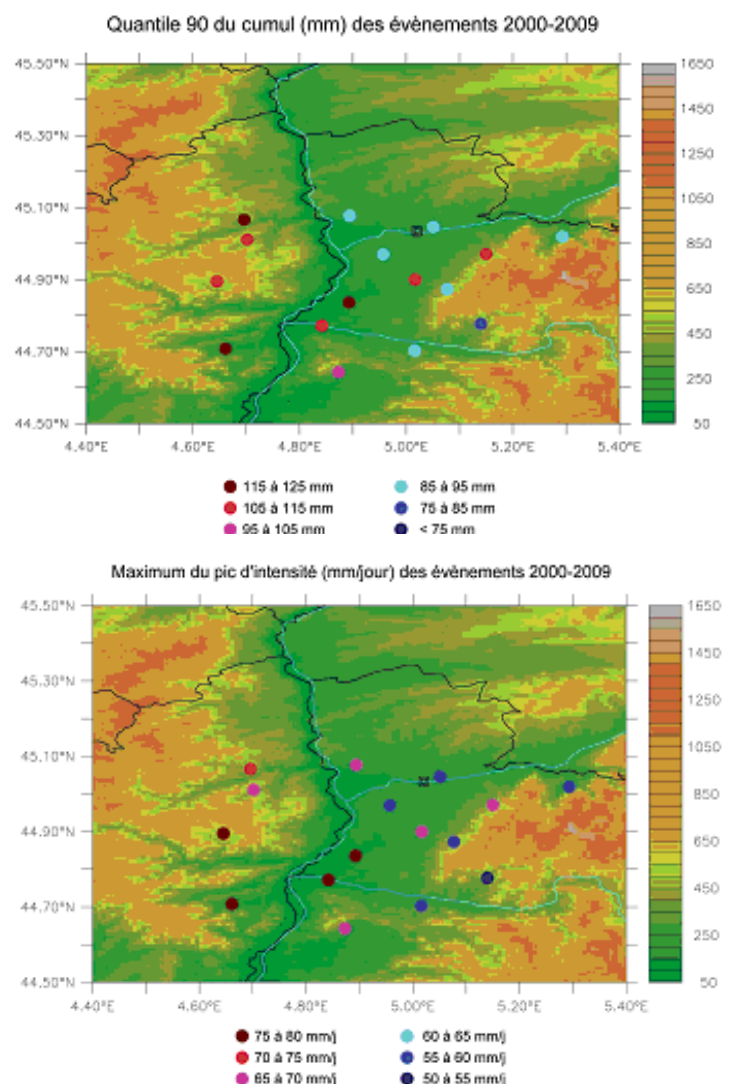 Quantile 90 du cumul (mm) des évènements 2000-2009
45.50°N
45.30°N
45.10°N
44.90°N
44.70°N
44.50°N
4.40°E 4.60°E 4.80°E 5.00°E 5.20°E 5.40°E
1650
1450
1250
1050
850
650
450
250
50
115 à 125 mm 85 à 95 mm
105 à 115 mm 75 à 85 mm
95 à 105 mm < 75 mm
Maximum du pic d'intensité (mm/jour) des évènements 2000-2009
45.50°N
45.30°N
45.10°N
44.90°N
44.70°N
44.50°N
4.40°E 4.60°E 4.80°E 5.00°E 5.20°E 5.40°E
1650
1450
1250
1050
850
650
450
250
50
75 à 80 mm/j 60 à 65 mm/j
70 à 75 mm/j 55 à 60 mm/j
65 à 70 mm/j 50 à 55 mm/j